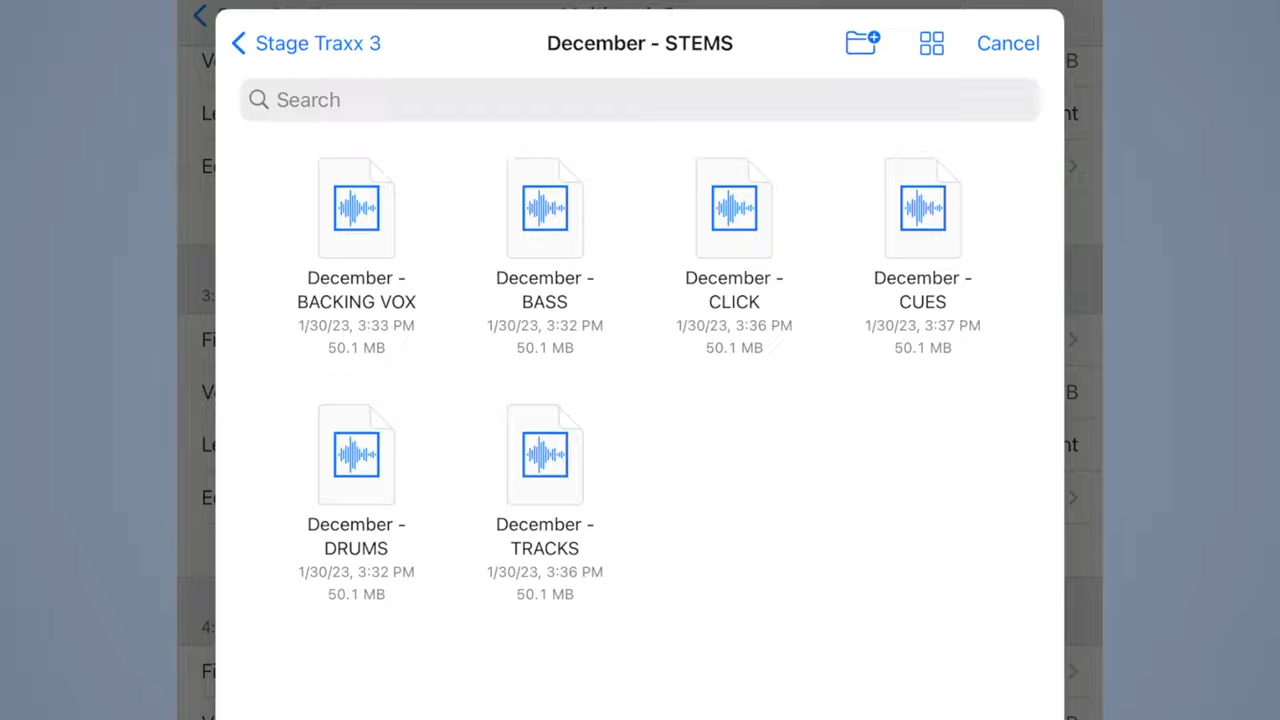 Stage Traxx 3
December - STEMS
Cancel
Search
December -
BACKING VOX
1/30/23, 3:33 PM
50.1 MB
December -
BASS
1/30/23, 3:32 PM
50.1 MB
December -
CLICK
1/30/23, 3:36 PM
50.1 MB
December -
CUES
1/30/23, 3:37 PM
50.1 MB
December -
DRUMS
1/30/23, 3:32 PM
50.1 MB
December -
TRACKS
1/30/23, 3:36 PM
50.1 MB